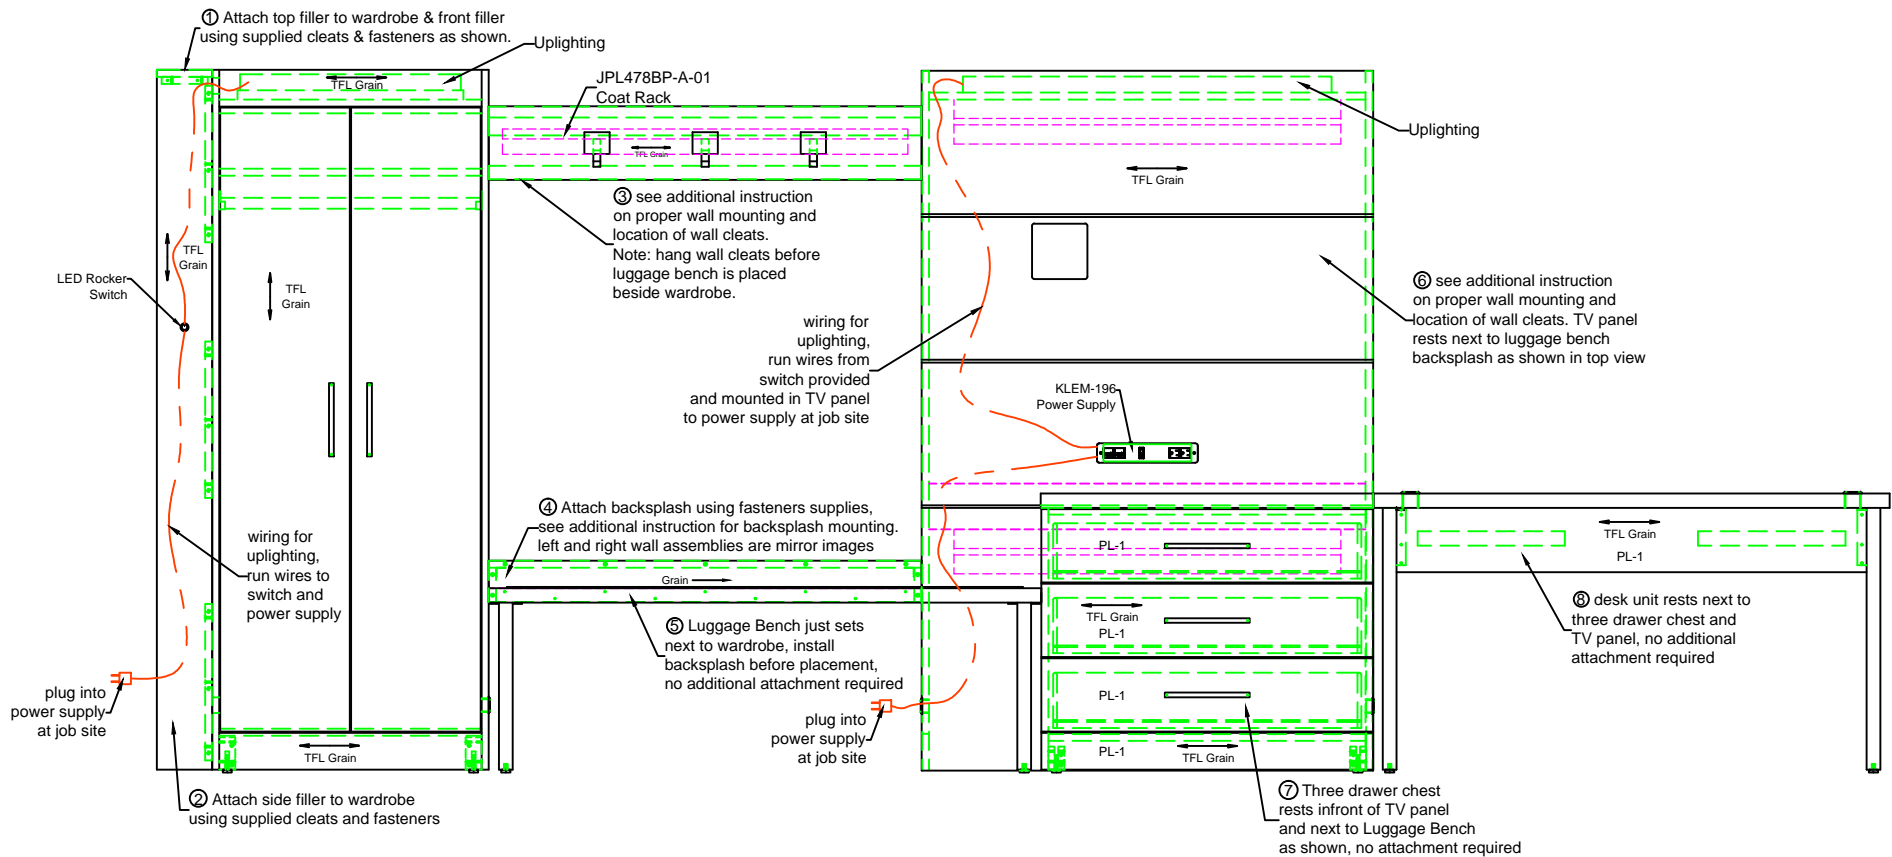 ① Attach top filler to wardrobe & front filler
using supplied cleats & fasteners as shown.
Uplighting
TFL Grain
JPL478BP-A-01
Coat Rack
TFL Grain
Uplighting
TFL Grain
③ see additional instruction
on proper wall mounting and
location of wall cleats.
Note: hang wall cleats before
luggage bench is placed
beside wardrobe.
TFL
Grain
LED Rocker
Switch
TFL
Grain
⑥ see additional instruction
on proper wall mounting and
location of wall cleats. TV panel
rests next to luggage bench
backsplash as shown in top view
wiring for
uplighting,
run wires from
switch provided
and mounted in TV panel
to power supply at job site
KLEM-196
Power Supply
④ Attach backsplash using fasteners supplies,
see additional instruction for backsplash mounting.
left and right wall assemblies are mirror images
wiring for
uplighting,
run wires to
switch and
power supply
Grain
PL-1
TFL Grain
PL-1
TFL Grain
PL-1
⑤ Luggage Bench just sets
next to wardrobe, install
backsplash before placement,
no additional attachment required
⑧ desk unit rests next to
three drawer chest and
TV panel, no additional
attachment required
plug into
power supply
at job site
PL-1
plug into
power supply
at job site
TFL Grain
PL-1
TFL Grain
② Attach side filler to wardrobe
using supplied cleats and fasteners
⑦ Three drawer chest
rests infront of TV panel
and next to Luggage Bench
as shown, no attachment required